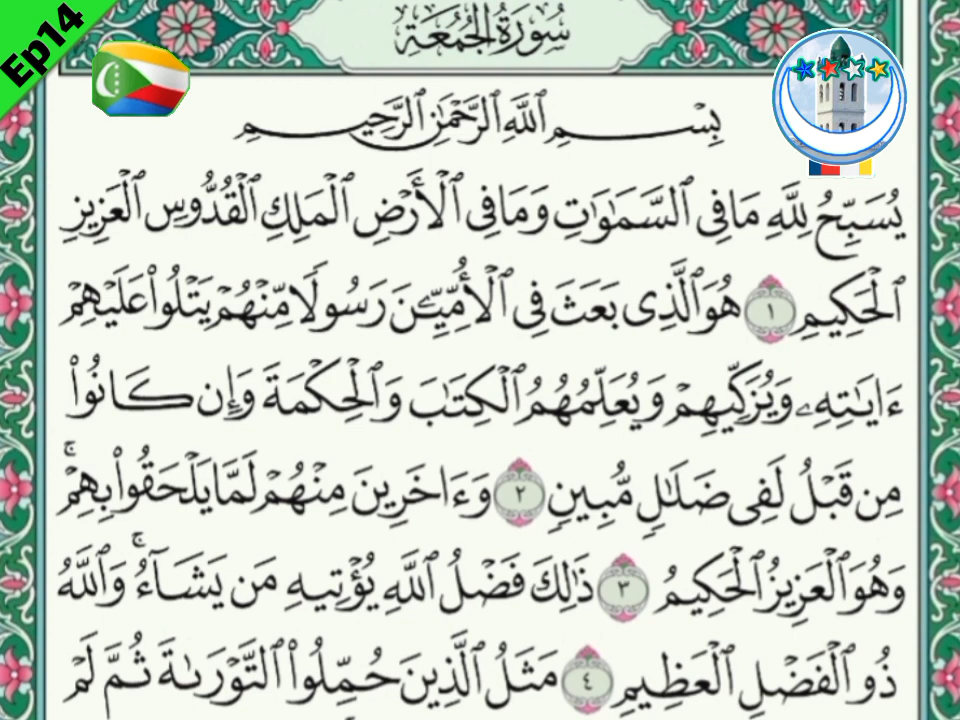 Ep14
سُورَةُ الجُمُعَةِ
بِسْمِ ٱللَّهِ ٱلرَّحْمَٰنِ ٱلرَّحِيمِ
يُسَبِّحُ لِلَّهِ مَا فِى ٱلسَّمَٰوَٰتِ وَمَا فِى ٱلْأَرْضِ ٱلْمَلِكِ ٱلْقُدُّوسِ ٱلْعَزِيزِ
ٱلْحَكِيمِ ١ هُوَ ٱلَّذِى بَعَثَ فِى ٱلْأُمِّيِّـۧنَ رَسُولًا مِّنْهُمْ يَتْلُوا۟ عَلَيْهِمْ
ءَايَٰتِهِۦ وَيُزَكِّيهِمْ وَيُعَلِّمُهُمُ ٱلْكِتَٰبَ وَٱلْحِكْمَةَ وَإِن كَانُوا۟
مِن قَبْلُ لَفِى ضَلَٰلٍ مُّبِينٍ ٢ وَءَاخَرِينَ مِنْهُمْ لَمَّا يَلْحَقُوا۟ بِهِمْ ۚ
وَهُوَ ٱلْعَزِيزُ ٱلْحَكِيمُ ٣ ذَٰلِكَ فَضْلُ ٱللَّهِ يُؤْتِيهِ مَن يَشَآءُ ۚ وَٱللَّهُ
ذُو ٱلْفَضْلِ ٱلْعَظِيمِ ٤ مَثَلُ ٱلَّذِينَ حُمِّلُوا۟ ٱلتَّوْرَىٰةَ ثُمَّ لَمْ